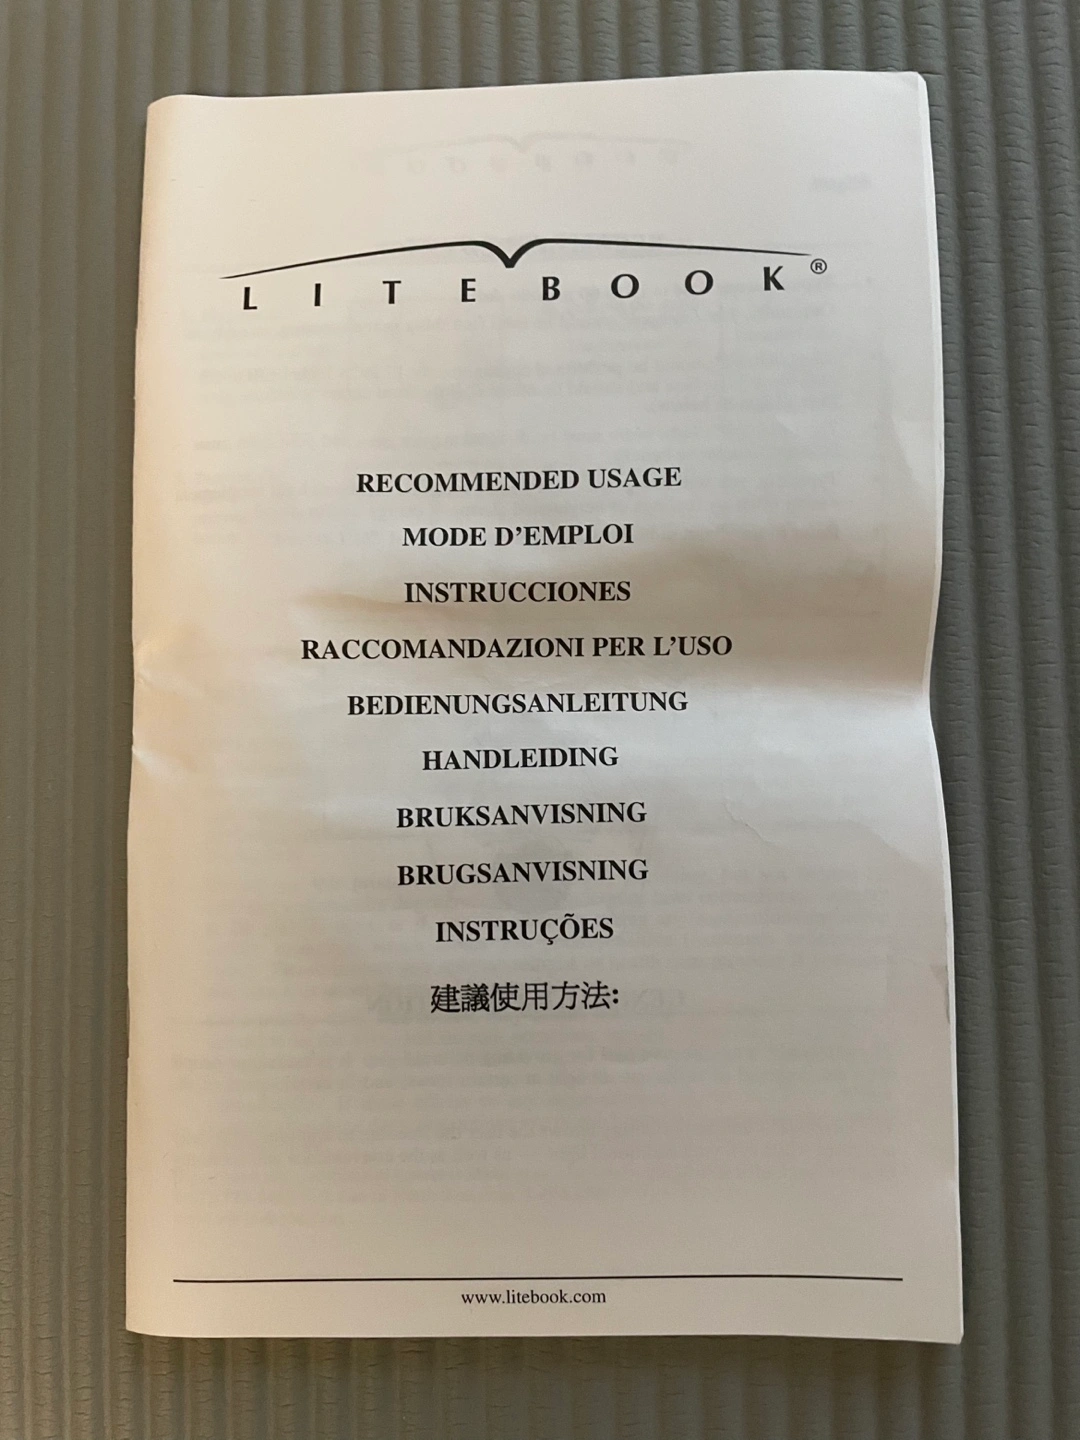 LITEBOOK®
RECOMMENDED USAGE
MODE D’EMPLOI
INSTRUCCIONES
RACCOMANDAZIONI PER L’USO
BEDIENUNGSANLEITUNG
HANDLEIDING
BRUKSANVISNING
BRUGSANVISNING
INSTRUÇÕES
建議使用方法:
www.litebook.com